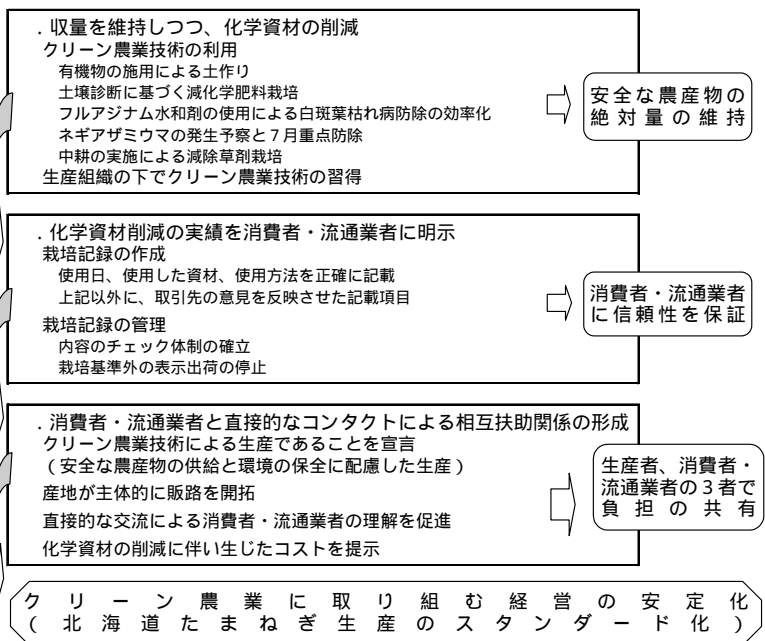 ．収量を維持しつつ、化学資材の削減
クリーン農業技術の利用
有機物の施用による土作り
土壌診断に基づく減化学肥料栽培
フルアジナム水和剤の使用による白斑葉枯れ病防除の効率化
ネギアザミウマの発生予察と７月重点防除
中耕の実施による減除草剤栽培
生産組織の下でクリーン農業技術の習得
安全な農産物の
絶対量の維持
．化学資材削減の実績を消費者・流通業者に明示
栽培記録の作成
使用日、使用した資材、使用方法を正確に記載
上記以外に、取引先の意見を反映させた記載項目
栽培記録の管理
内容のチェック体制の確立
栽培基準外の表示出荷の停止
消費者・流通業者
に信頼性を保証
．消費者・流通業者と直接的なコンタクトによる相互扶助関係の形成
クリーン農業技術による生産であることを宣言
（安全な農産物の供給と環境の保全に配慮した生産）
産地が主体的に販路を開拓
直接的な交流による消費者・流通業者の理解を促進
化学資材の削減に伴い生じたコストを提示
生産者、消費者・
流通業者の３者で
負担の共有
クリーン農業に取り組む経営の安定化
（北海道たまねぎ生産のスタンダード化）